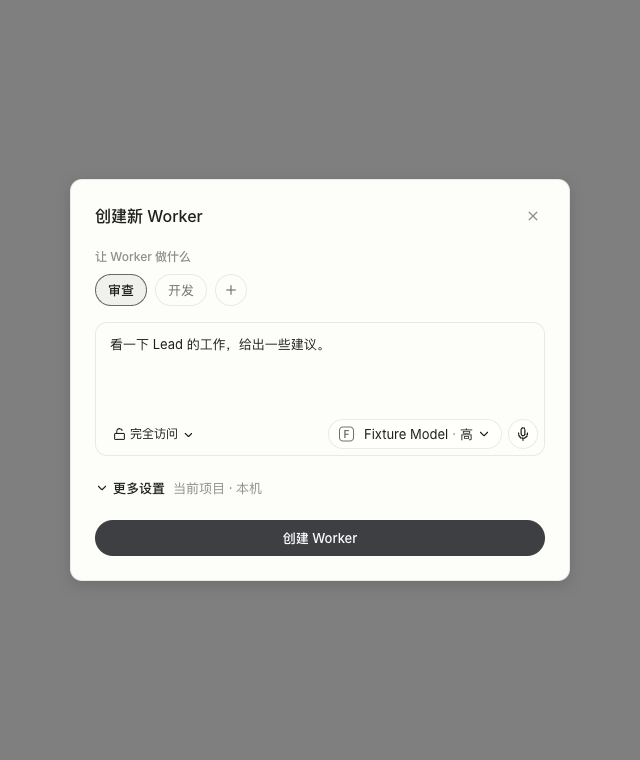 创建新 Worker
让 Worker 做什么
审查 开发
看一下 Lead 的工作，给出一些建议。
完全访问 F Fixture Model · 高
更多设置 当前项目 · 本机
创建 Worker